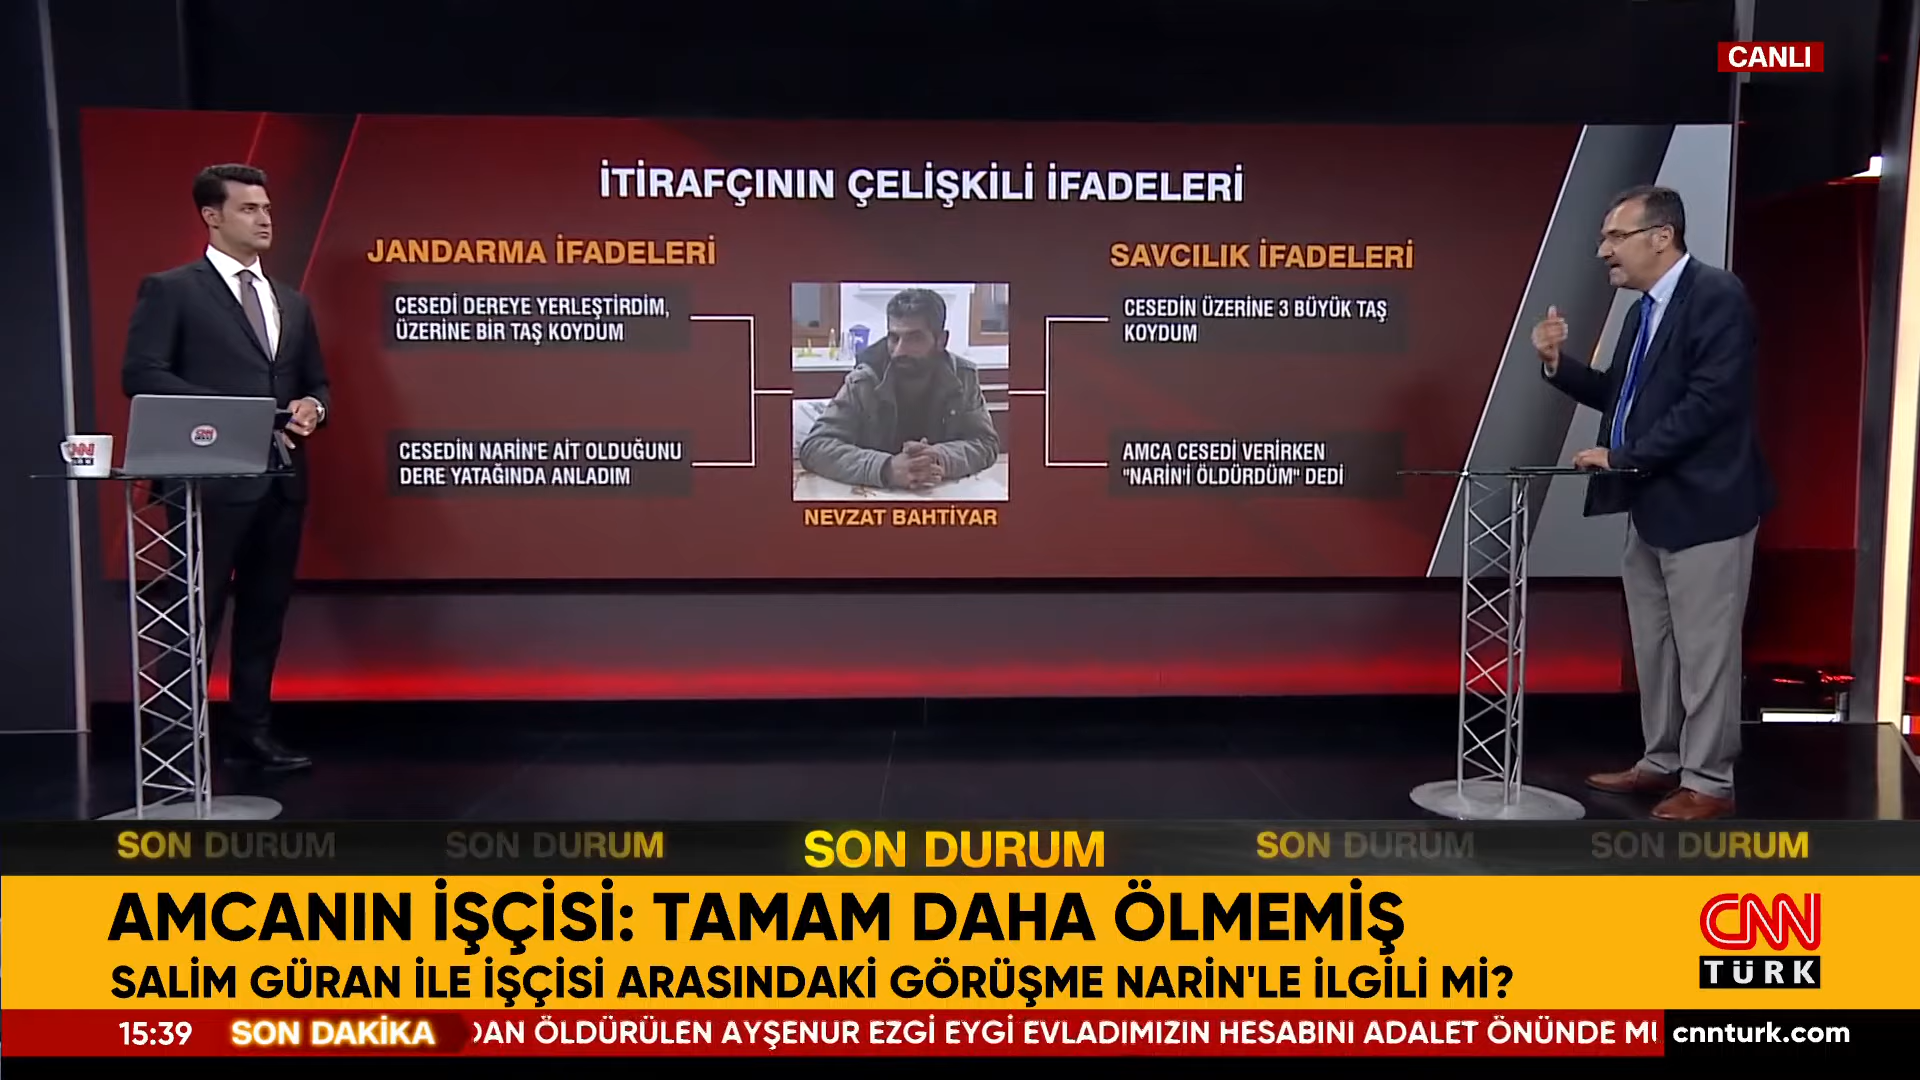 CANLI
İTİRAFÇININ ÇELİŞKİLİ İFADELERİ
JANDARMA İFADELERİ
CESEDİ DEREYE YERLEŞTİRDİM,
ÜZERİNE BİR TAŞ KOYDUM
CESEDİN NARİN'E AİT OLDUĞUNU
DERE YATAĞINDA ANLADIM
NEVZAT BAHTİYAR
SAVCILIK İFADELERİ
CESEDİN ÜZERİNE 3 BÜYÜK TAŞ
KOYDUM
AMCA CESEDİ VERİRKEN
"NARİN'İ ÖLDÜRDÜM" DEDİ
SON DURUM SON DURUM SON DURUM SON DURUM SON DURUM
AMCANIN İŞÇİSİ: TAMAM DAHA ÖLMEMİŞ
SALİM GÜRAN İLE İŞÇİSİ ARASINDAKİ GÖRÜŞME NARİN'LE İLGİLİ Mİ?
CNN
TÜRK
15:39 SON DAKİKA DAN ÖLDÜRÜLEN AYŞENUR EZGİ EYGİ EVLADIMIZIN HESABINI ADALET ÖNÜNDE cnnturk.com